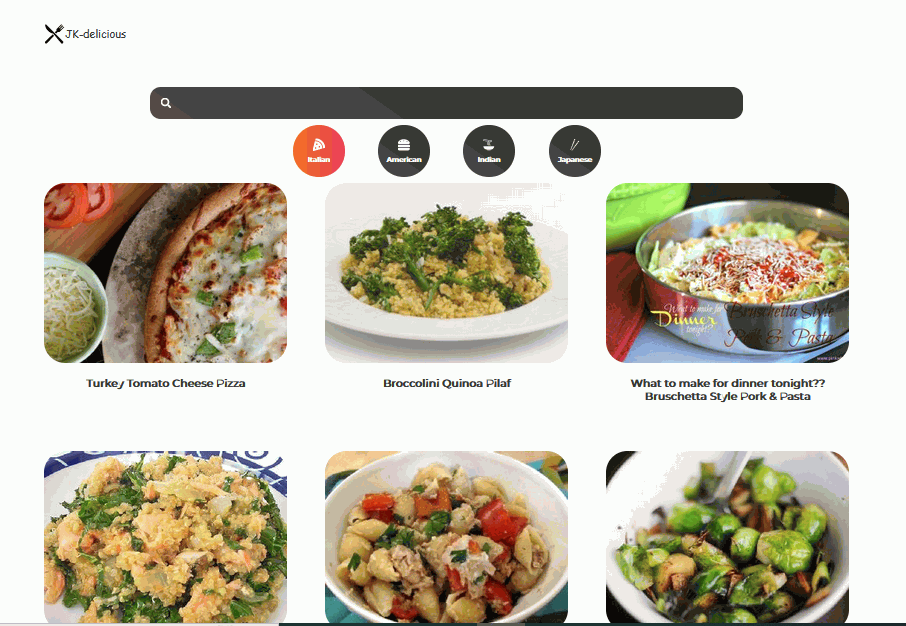 JK-delicious
Italian
American
Indian
Japanese
What to make for
Dinner
tonight!?
Bruschetta Style
Pork & Pasta
Turkey Tomato Cheese Pizza
Broccolini Quinoa Pilaf
What to make for dinner tonight??
Bruschetta Style Pork & Pasta